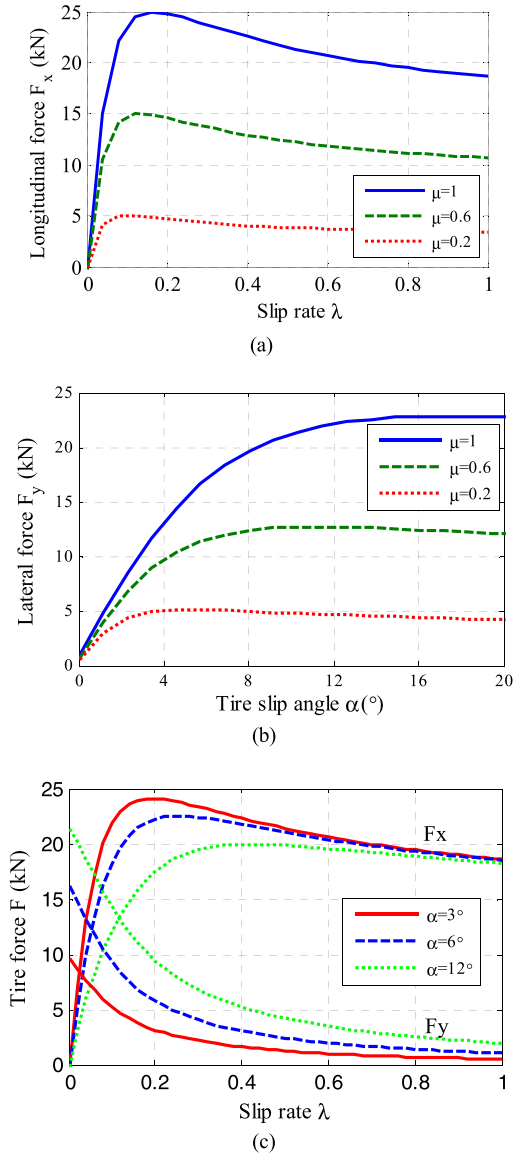 Longitudinal force F_x (kN)
25
20
15
10
5
0
μ=1
μ=0.6
μ=0.2
0 0.2 0.4 0.6 0.8 1
Slip rate λ
(a)
Lateral force F_y (kN)
25
20
15
10
5
0
μ=1
μ=0.6
μ=0.2
0 4 8 12 16 20
Tire slip angle α(°)
(b)
Tire force F (kN)
25
20
15
10
5
0
Fx
α=3°
α=6°
α=12°
Fy
0 0.2 0.4 0.6 0.8 1
Slip rate λ
(c)